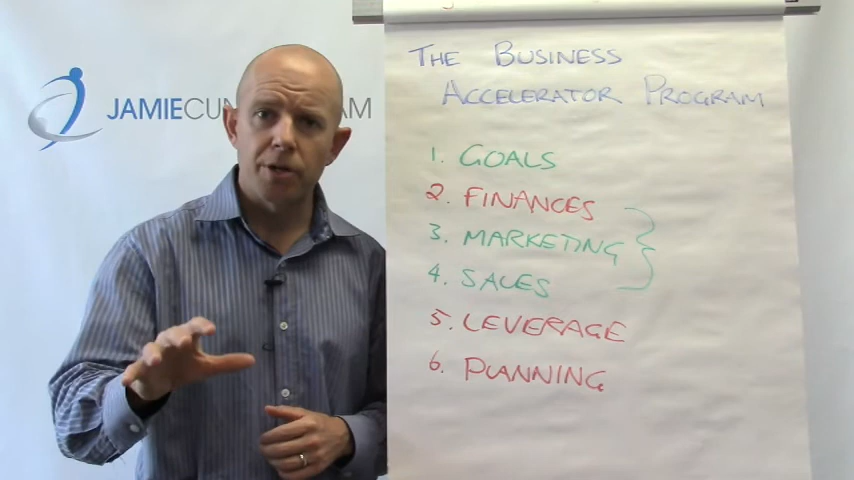 JAMIECUN AM
THE BUSINESS
ACCELERATOR PROGRAM
1. GOALS
2. FINANCES
3. MARKETING
4. SALES
5. LEVERAGE
6. PLANNING